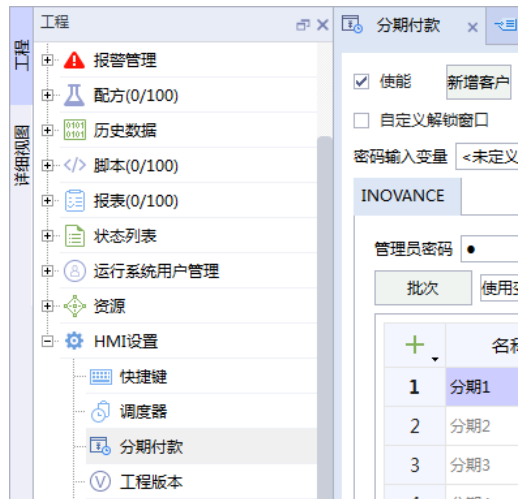 工程
详细视图
工程
报警管理
配方(0/100)
0101
0101
历史数据
脚本(0/100)
报表(0/100)
状态列表
运行系统用户管理
资源
HMI设置
快捷键
调度器
分期付款
工程版本
分期付款
使能
新增客户
自定义解锁窗口
密码输入变量
<未定义
INOVANCE
管理员密码 ●
批次
1
分期1
2
分期2
3
分期3